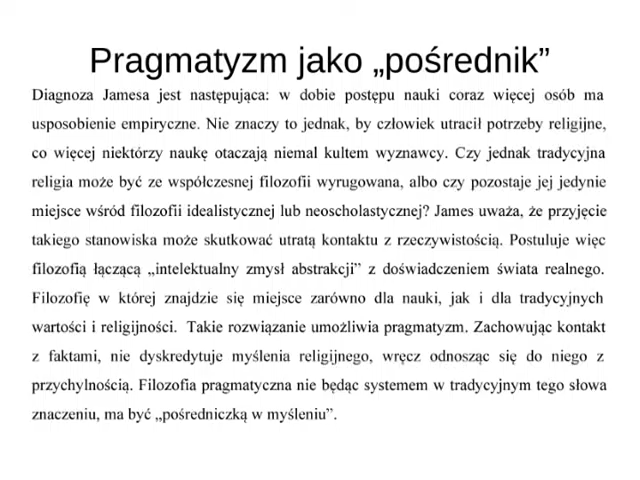 Pragmatyzm jako „pośrednik”
Diagnoza Jamesa jest następująca: w dobie postępu nauki coraz więcej osób ma
usposobienie empiryczne. Nie znaczy to jednak, by człowiek utracił potrzeby religijne,
co więcej niektórzy naukę otaczają niemal kultem wyznawcy. Czy jednak tradycyjna
religia może być ze współczesnej filozofii wyrugowana, albo czy pozostaje jej jedynie
miejsce wśród filozofii idealistycznej lub neoscholastycznej? James uważa, że przyjęcie
takiego stanowiska może skutkować utratą kontaktu z rzeczywistością. Postuluje więc
filozofią łączącą „intelektualny zmysł abstrakcji” z doświadczeniem świata realnego.
Filozofię w której znajdzie się miejsce zarówno dla nauki, jak i dla tradycyjnych
wartości i religijności. Takie rozwiązanie umożliwia pragmatyzm. Zachowując kontakt
z faktami, nie dyskredytuje myślenia religijnego, wręcz odnosząc się do niego z
przychylnością. Filozofia pragmatyczna nie będąc systemem w tradycyjnym tego słowa
znaczeniu, ma być „pośredniczką w myśleniu”.